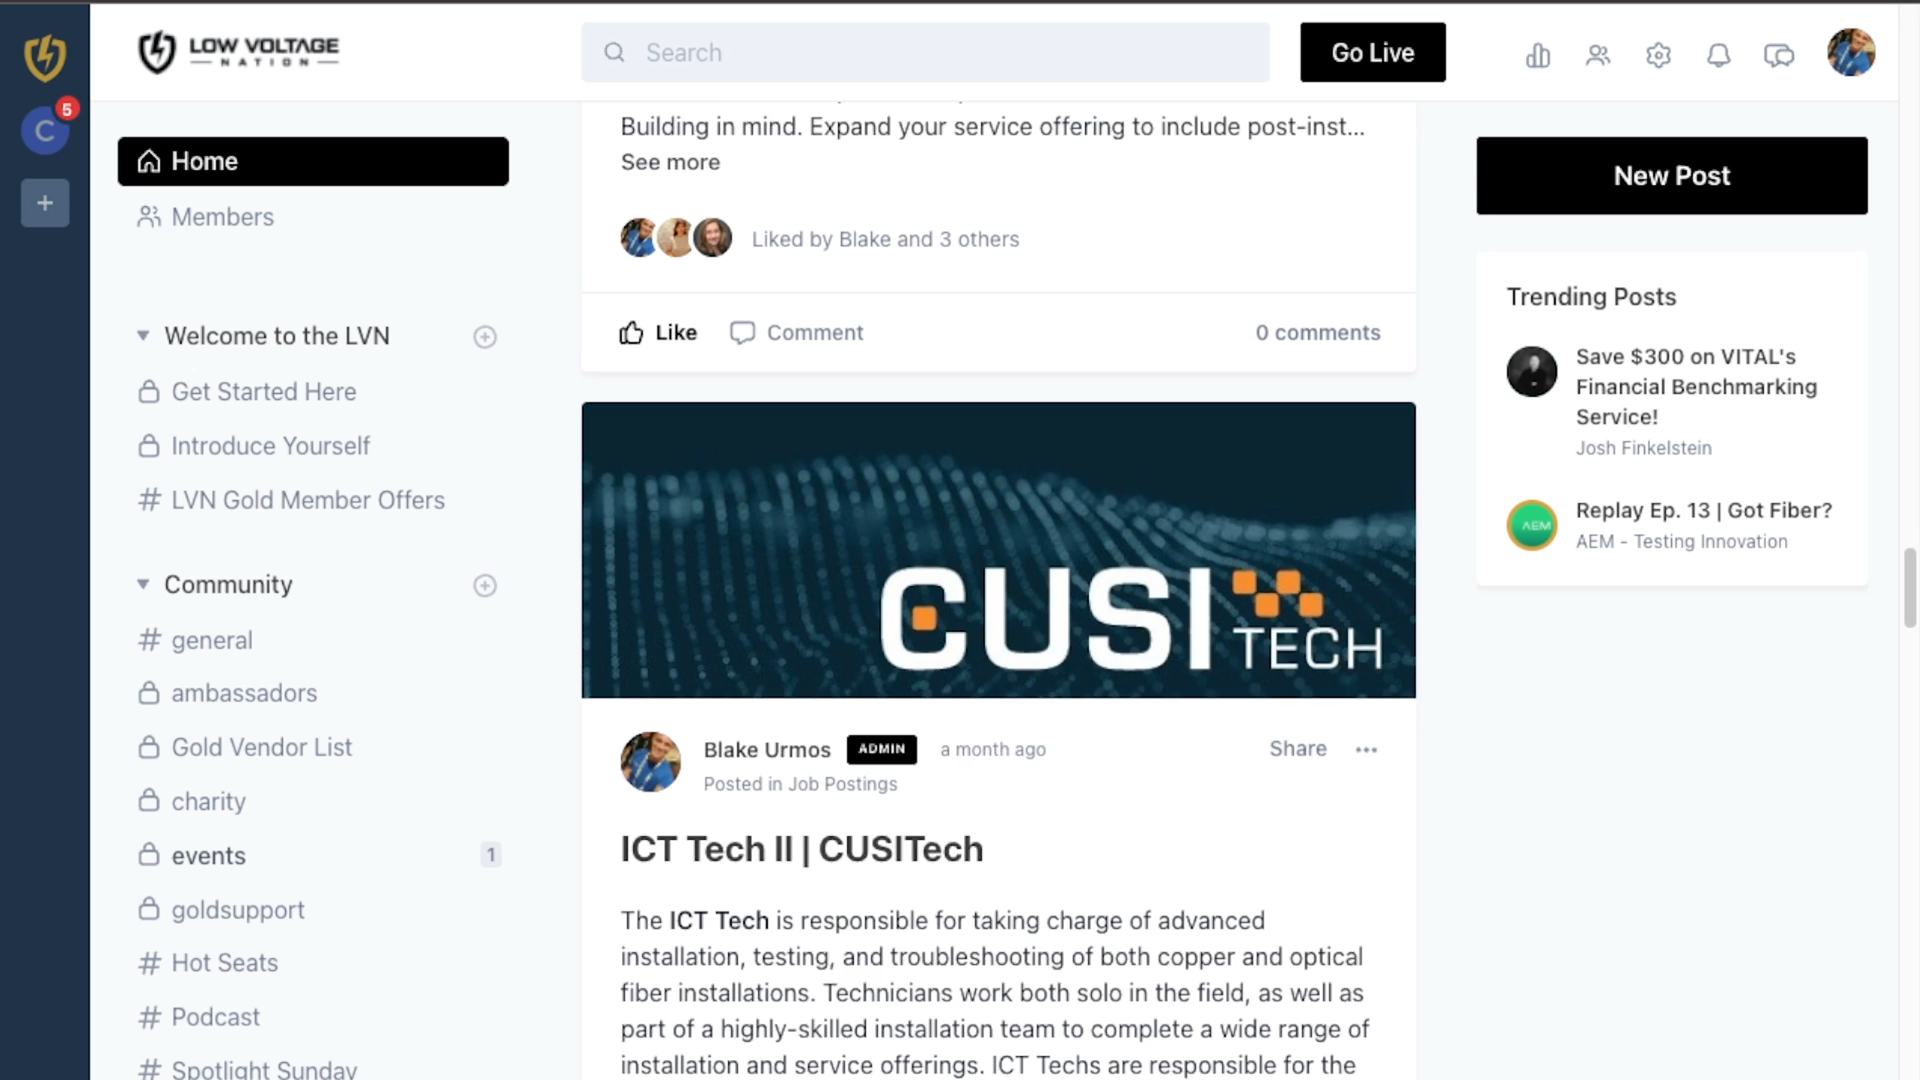 LOW VOLTAGE
NATION
Search
Go Live
C
5
Home
Members
Welcome to the LVN
Get Started Here
Introduce Yourself
LVN Gold Member Offers
Community
general
ambassadors
Gold Vendor List
charity
events
1
goldsupport
Hot Seats
Podcast
Spotlight Sunday
Building in mind. Expand your service offering to include post-inst...
See more
Liked by Blake and 3 others
Like
Comment
0 comments
CUSI
TECH
Blake Urmos
ADMIN
a month ago
Share
Posted in Job Postings
ICT Tech II | CUSITech
The ICT Tech is responsible for taking charge of advanced
installation, testing, and troubleshooting of both copper and optical
fiber installations. Technicians work both solo in the field, as well as
part of a highly-skilled installation team to complete a wide range of
installation and service offerings. ICT Techs are responsible for the
New Post
Trending Posts
Save $300 on VITAL's
Financial Benchmarking
Service!
Josh Finkelstein
AEM
Replay Ep. 13 | Got Fiber?
AEM - Testing Innovation